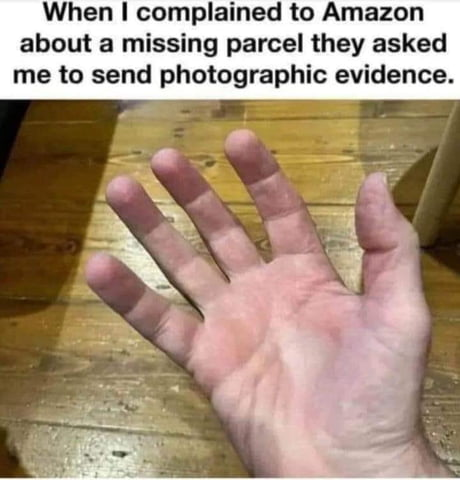 When I complained to Amazon
about a missing parcel they asked
me to send photographic evidence.